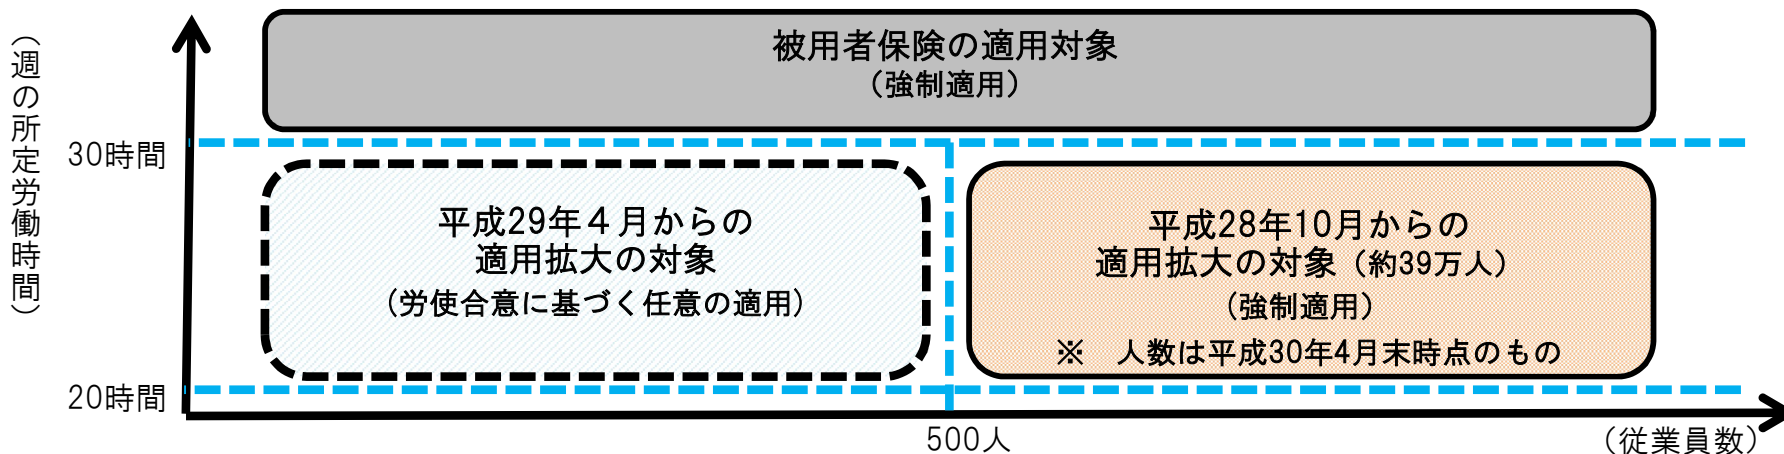 （週の所定労働時間）
被用者保険の適用対象
（強制適用）
30時間
平成29年４月からの
適用拡大の対象
（労使合意に基づく任意の適用）
平成28年10月からの
適用拡大の対象（約39万人）
（強制適用）
※　人数は平成30年4月末時点のもの
20時間
500人
（従業員数）